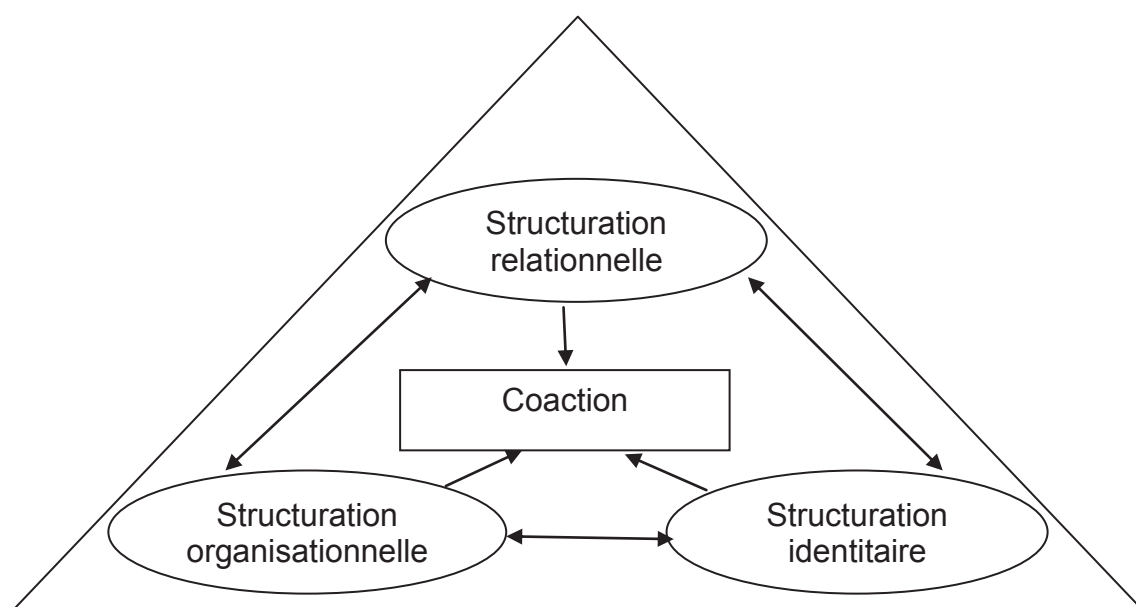 Structuration
relationnelle
Coaction
Structuration
organisationnelle
Structuration
identitaire